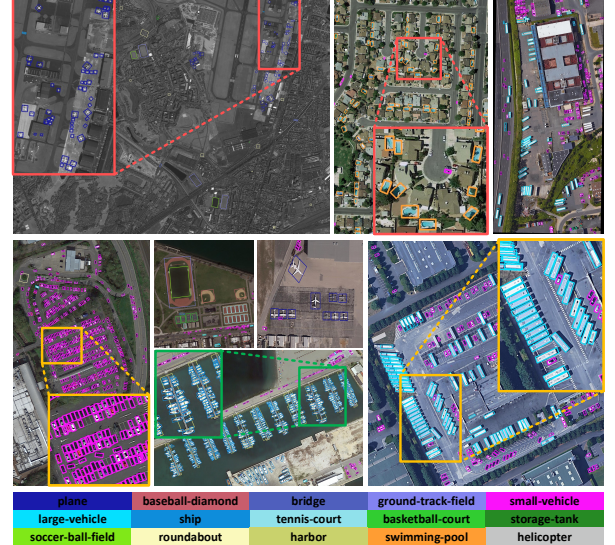 plane baseball-diamond bridge ground-track-field small-vehicle
large-vehicle ship tennis-court basketball-court storage-tank
soccer-ball-field roundabout harbor swimming-pool helicopter